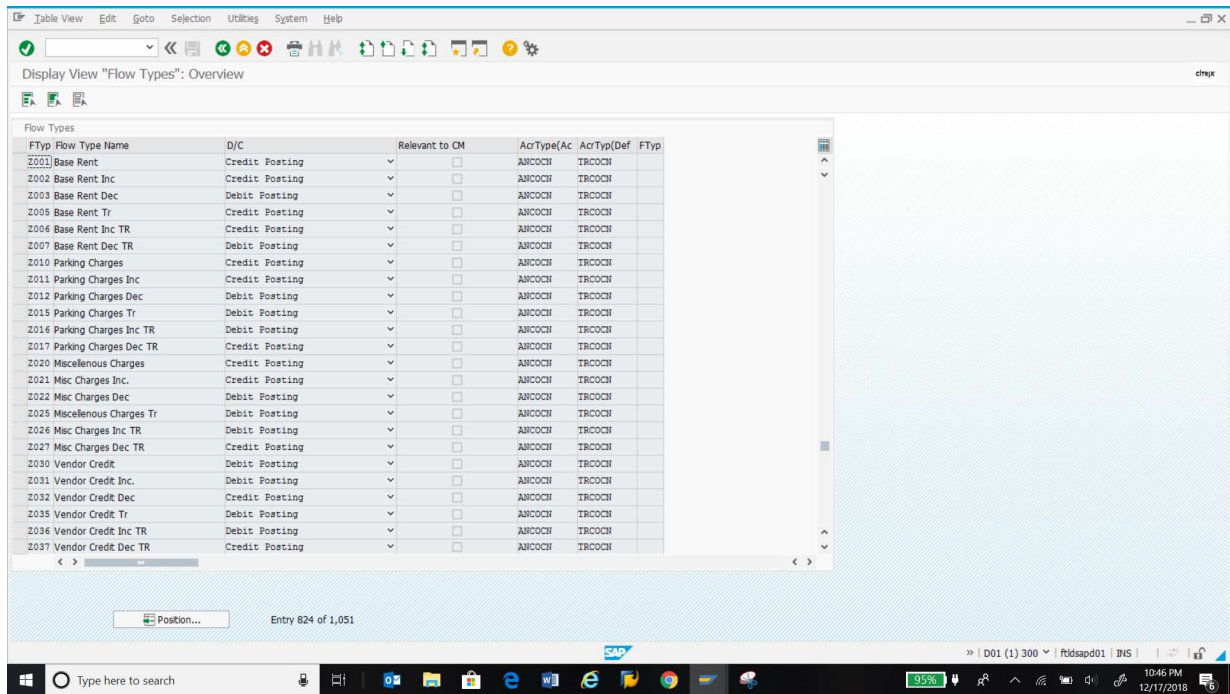 Table View Edit Goto Selection Utilities System Help
Display View "Flow Types": Overview
citrix
Flow Types
FTyp Flow Type Name D/C Relevant to CM AcrType(Ac AcrTyp(Def FTyp
Z001 Base Rent Credit Posting ANCOCN TRCOCN
Z002 Base Rent Inc Credit Posting ANCOCN TRCOCN
Z003 Base Rent Dec Debit Posting ANCOCN TRCOCN
Z005 Base Rent Tr Credit Posting ANCOCN TRCOCN
Z006 Base Rent Inc TR Credit Posting ANCOCN TRCOCN
Z007 Base Rent Dec TR Debit Posting ANCOCN TRCOCN
Z010 Parking Charges Credit Posting ANCOCN TRCOCN
Z011 Parking Charges Inc Credit Posting ANCOCN TRCOCN
Z012 Parking Charges Dec Debit Posting ANCOCN TRCOCN
Z015 Parking Charges Tr Debit Posting ANCOCN TRCOCN
Z016 Parking Charges Inc TR Debit Posting ANCOCN TRCOCN
Z017 Parking Charges Dec TR Debit Posting ANCOCN TRCOCN
Z020 Miscellenous Charges Credit Posting ANCOCN TRCOCN
Z021 Misc Charges Inc. Credit Posting ANCOCN TRCOCN
Z022 Misc Charges Dec Debit Posting ANCOCN TRCOCN
Z025 Miscellenous Charges Tr Debit Posting ANCOCN TRCOCN
Z026 Misc Charges Inc TR Debit Posting ANCOCN TRCOCN
Z027 Misc Charges Dec TR Credit Posting ANCOCN TRCOCN
Z030 Vendor Credit Debit Posting ANCOCN TRCOCN
Z031 Vendor Credit Inc. Debit Posting ANCOCN TRCOCN
Z032 Vendor Credit Dec Credit Posting ANCOCN TRCOCN
Z035 Vendor Credit Tr Debit Posting ANCOCN TRCOCN
Z036 Vendor Credit Inc TR Debit Posting ANCOCN TRCOCN
Z037 Vendor Credit Dec TR Credit Posting ANCOCN TRCOCN
Position... Entry 824 of 1,051
SAP
D01 (1) 300 ftldsapd01 INS
Type here to search
95%
10:46 PM
12/17/2018
6